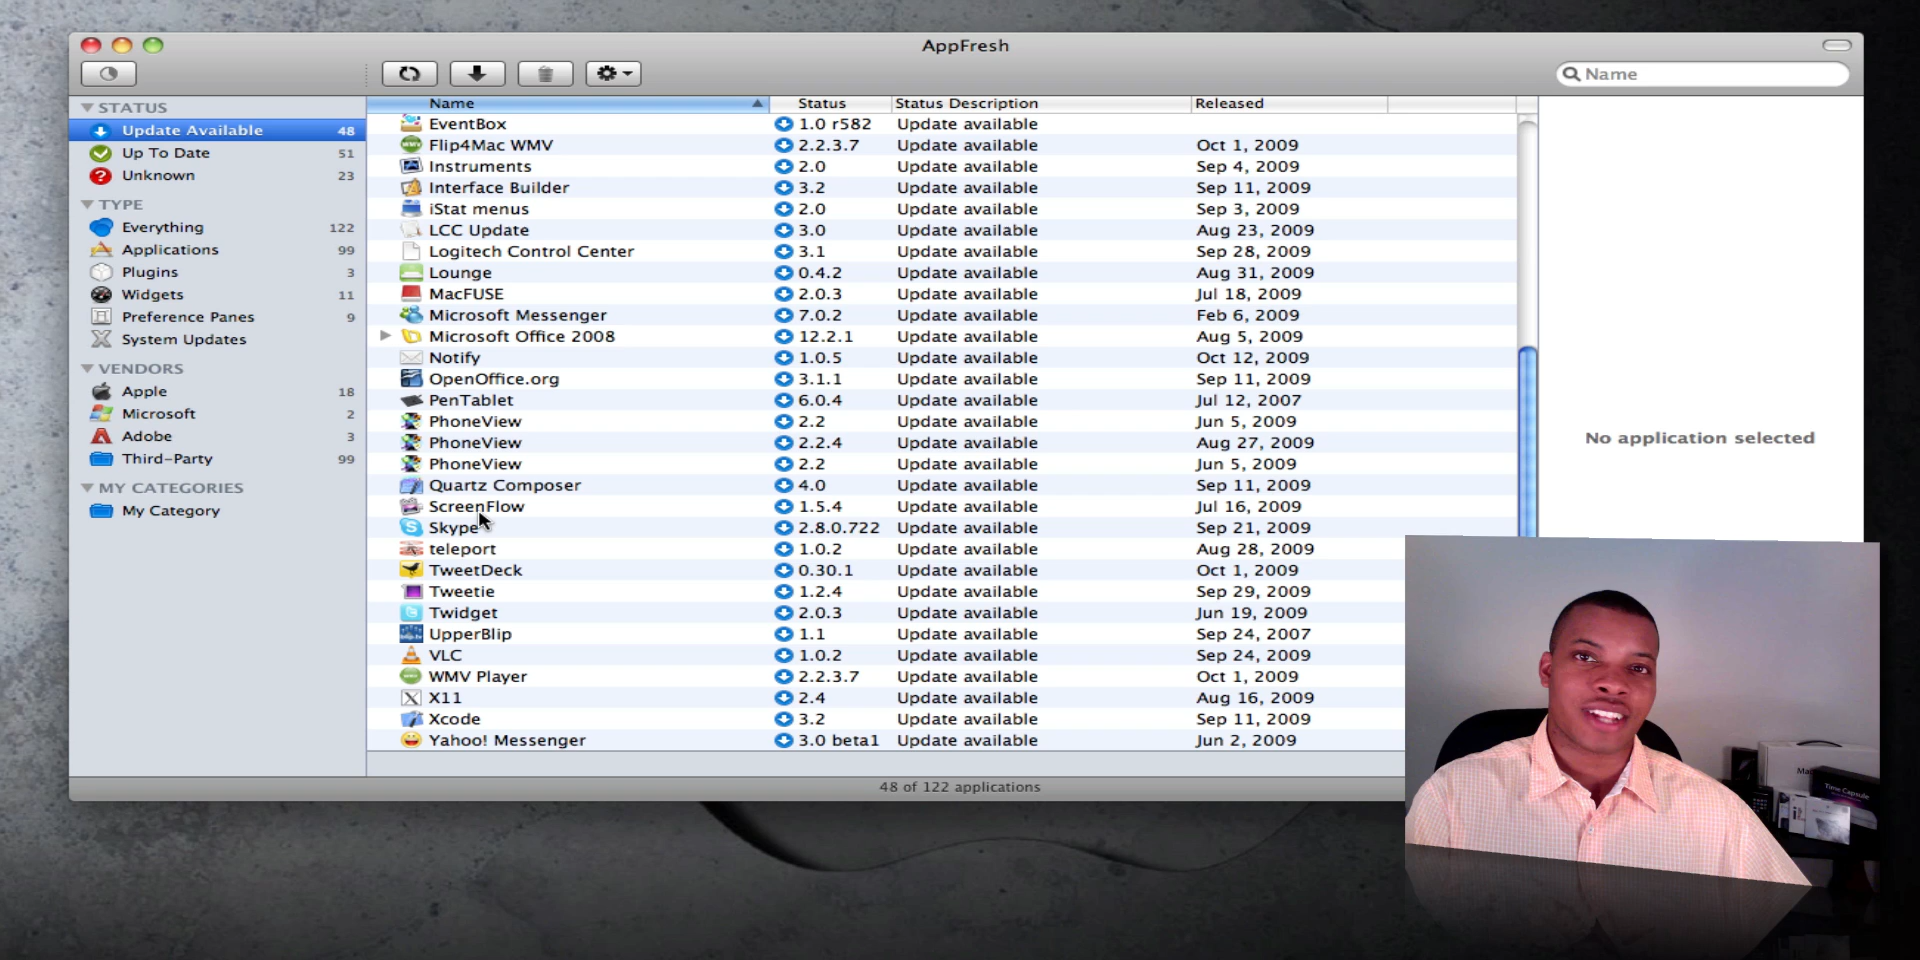 AppFresh
Name
STATUS
Update Available 48
Up To Date 51
Unknown 23
TYPE
Everything 122
Applications 99
Plugins 3
Widgets 11
Preference Panes 9
System Updates
VENDORS
Apple 18
Microsoft 2
Adobe 3
Third-Party 99
MY CATEGORIES
My Category
Name Status Status Description Released
EventBox 1.0 r582 Update available
Flip4Mac WMV 2.2.3.7 Update available Oct 1, 2009
Instruments 2.0 Update available Sep 4, 2009
Interface Builder 3.2 Update available Sep 11, 2009
iStat menus 2.0 Update available Sep 3, 2009
LCC Update 3.0 Update available Aug 23, 2009
Logitech Control Center 3.1 Update available Sep 28, 2009
Lounge 0.4.2 Update available Aug 31, 2009
MacFUSE 2.0.3 Update available Jul 18, 2009
Microsoft Messenger 7.0.2 Update available Feb 6, 2009
Microsoft Office 2008 12.2.1 Update available Aug 5, 2009
Notify 1.0.5 Update available Oct 12, 2009
OpenOffice.org 3.1.1 Update available Sep 11, 2009
PenTablet 6.0.4 Update available Jul 12, 2007
PhoneView 2.2 Update available Jun 5, 2009
PhoneView 2.2.4 Update available Aug 27, 2009
PhoneView 2.2 Update available Jun 5, 2009
Quartz Composer 4.0 Update available Sep 11, 2009
ScreenFlow 1.5.4 Update available Jul 16, 2009
Skype 2.8.0.722 Update available Sep 21, 2009
teleport 1.0.2 Update available Aug 28, 2009
TweetDeck 0.30.1 Update available Oct 1, 2009
Tweetie 1.2.4 Update available Sep 29, 2009
Twidget 2.0.3 Update available Jun 19, 2009
UpperBlip 1.1 Update available Sep 24, 2007
VLC 1.0.2 Update available Sep 24, 2009
WMV Player 2.2.3.7 Update available Oct 1, 2009
X11 2.4 Update available Aug 16, 2009
Xcode 3.2 Update available Sep 11, 2009
Yahoo! Messenger 3.0 beta1 Update available Jun 2, 2009
48 of 122 applications
No application selected
Time Capsule